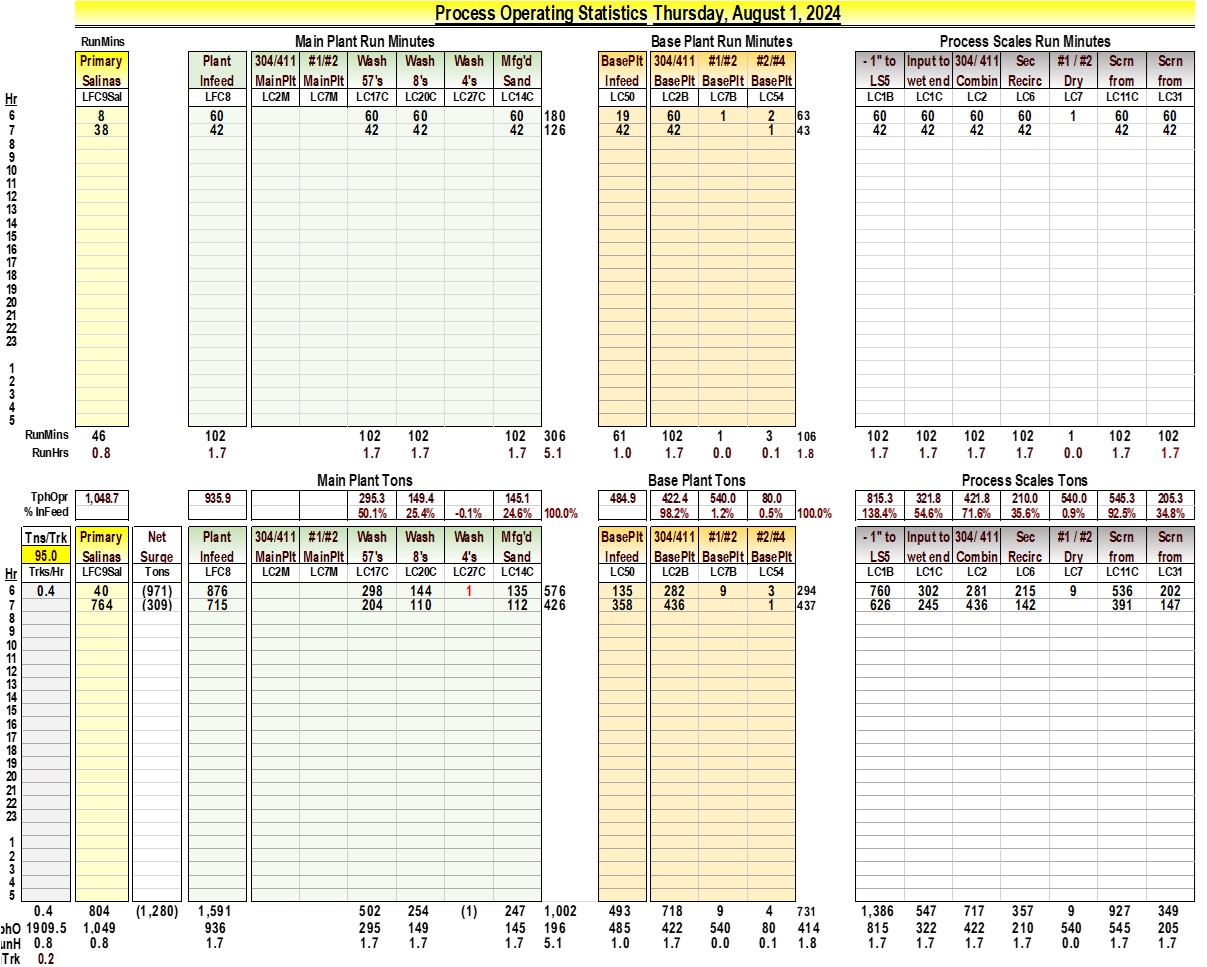 Process Operating Statistics Thursday, August 1, 2024
RunMins Main Plant Run Minutes Base Plant Run Minutes Process Scales Run Minutes
Primary Plant 304/411 #1/#2 Wash Wash Wash Mfg'd BasePlt 304/411 #1/#2 #2/#4 - 1" to Input to 304/ 411 Sec #1 / #2 Scrn Scrn
Salinas Infeed MainPlt MainPlt 57's 8's 4's Sand Infeed BasePlt BasePlt BasePlt LS5 wet end Combin Recirc Dry from from
Hr LFC9Sal LFC8 LC2M LC7M LC17C LC20C LC27C LC14C LC50 LC2B LC7B LC54 LC1B LC1C LC2 LC6 LC7 LC11C LC31
6 8 60 60 60 60 180 19 60 1 2 63 60 60 60 60 1 60 60
7 38 42 42 42 42 126 42 42 1 43 42 42 42 42 42 42
8
9
10
11
12
13
14
15
16
17
18
19
20
21
22
23
1
2
3
4
5
RunMins 46 102 102 102 102 306 61 102 1 3 106 102 102 102 102 1 102 102
RunHrs 0.8 1.7 1.7 1.7 1.7 5.1 1.0 1.7 0.0 0.1 1.8 1.7 1.7 1.7 1.7 0.0 1.7 1.7
Main Plant Tons Base Plant Tons Process Scales Tons
TphOpr 1,048.7 935.9 295.3 149.4 145.1 484.9 422.4 540.0 80.0 815.3 321.8 421.8 210.0 540.0 545.3 205.3
% InFeed 50.1% 25.4% -0.1% 24.6% 100.0% 98.2% 1.2% 0.5% 100.0% 138.4% 54.6% 71.6% 35.6% 0.9% 92.5% 34.8%
Tns/Trk Primary Net Plant 304/411 #1/#2 Wash Wash Wash Mfg'd BasePlt 304/411 #1/#2 #2/#4 - 1" to Input to 304/ 411 Sec #1 / #2 Scrn Scrn
95.0 Salinas Surge Infeed MainPlt MainPlt 57's 8's 4's Sand Infeed BasePlt BasePlt BasePlt LS5 wet end Combin Recirc Dry from from
Hr Trks/Hr LFC9Sal Tons LFC8 LC2M LC7M LC17C LC20C LC27C LC14C LC50 LC2B LC7B LC54 LC1B LC1C LC2 LC6 LC7 LC11C LC31
6 0.4 40 (971) 876 298 144 1 135 576 135 282 9 3 294 760 302 281 215 9 536 202
7 764 (309) 715 204 110 112 426 358 436 1 437 626 245 436 142 391 147
8
9
10
11
12
13
14
15
16
17
18
19
20
21
22
23
1
2
3
4
5
0.4 804 (1,280) 1,591 502 254 (1) 247 1,002 493 718 9 4 731 1,386 547 717 357 9 927 349
phO 1909.5 1,049 936 295 149 145 196 485 422 540 80 414 815 322 422 210 540 545 205
unH 0.8 0.8 1.7 1.7 1.7 1.7 5.1 1.0 1.7 0.0 0.1 1.8 1.7 1.7 1.7 1.7 0.0 1.7 1.7
Trk 0.2